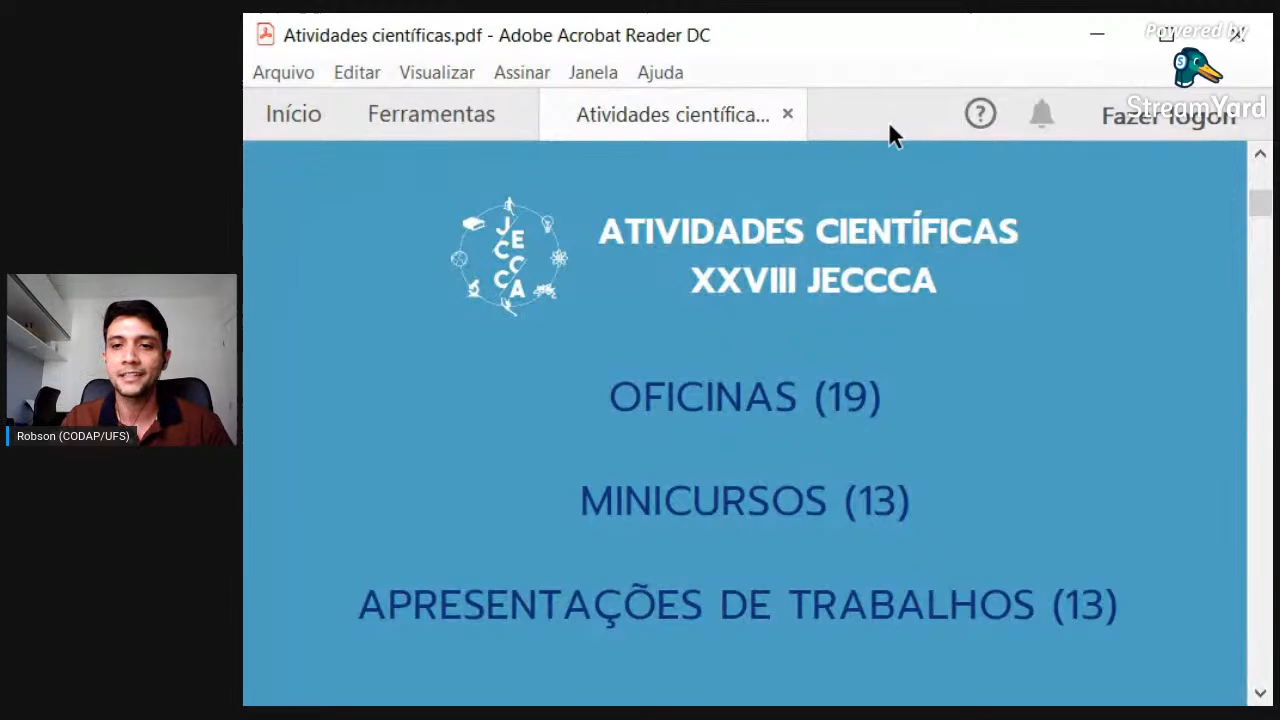 Atividades científicas.pdf - Adobe Acrobat Reader DC
Powered by
Arquivo Editar Visualizar Assinar Janela Ajuda
StreamYard
Início Ferramentas Atividades científica... × ? Fazer logon
JECCCA
ATIVIDADES CIENTÍFICAS
XXVIII JECCCA
OFICINAS (19)
MINICURSOS (13)
APRESENTAÇÕES DE TRABALHOS (13)
Robson (CODAP/UFS)